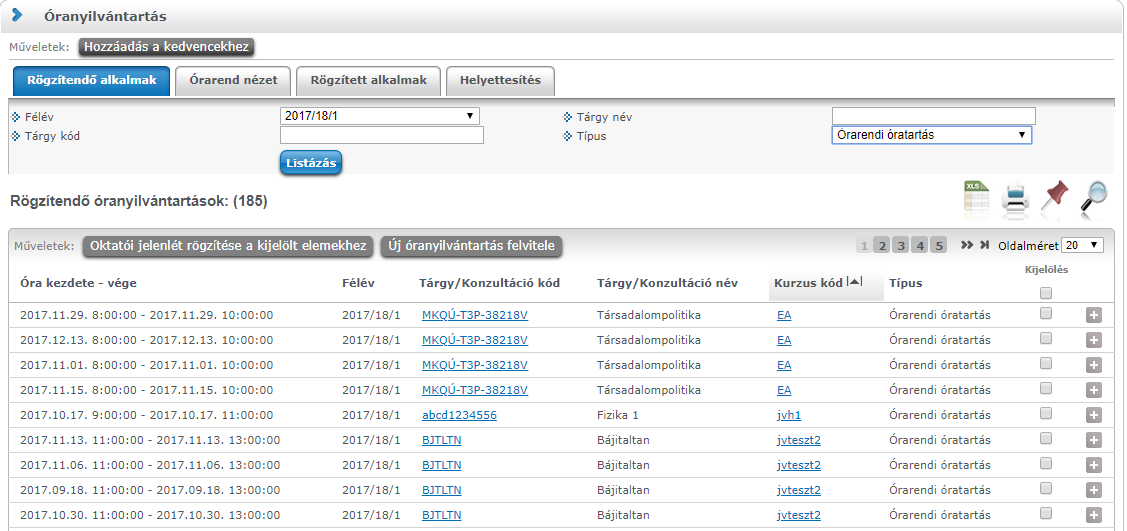 Óranyilvántartás
Műveletek: Hozzáadás a kedvencekhez
Rögzítendő alkalmak Órarend nézet Rögzített alkalmak Helyettesítés
Félév 2017/18/1 Tárgy név
Tárgy kód Típus Órarendi óratartás
Listázás
Rögzítendő óranyilvántartások: (185) XLS
Műveletek: Oktatói jelenlét rögzítése a kijelölt elemekhez Új óranyilvántartás felvitele 1 2 3 4 5 Oldalméret 20
Óra kezdete - vége Félév Tárgy/Konzultáció kód Tárgy/Konzultáció név Kurzus kód Típus Kijelölés
2017.11.29. 8:00:00 - 2017.11.29. 10:00:00 2017/18/1 MKQÚ-T3P-38218V Társadalompolitika EA Órarendi óratartás
2017.12.13. 8:00:00 - 2017.12.13. 10:00:00 2017/18/1 MKQÚ-T3P-38218V Társadalompolitika EA Órarendi óratartás
2017.11.01. 8:00:00 - 2017.11.01. 10:00:00 2017/18/1 MKQÚ-T3P-38218V Társadalompolitika EA Órarendi óratartás
2017.11.15. 8:00:00 - 2017.11.15. 10:00:00 2017/18/1 MKQÚ-T3P-38218V Társadalompolitika EA Órarendi óratartás
2017.10.17. 9:00:00 - 2017.10.17. 11:00:00 2017/18/1 abcd1234556 Fizika 1 jvh1 Órarendi óratartás
2017.11.13. 11:00:00 - 2017.11.13. 13:00:00 2017/18/1 BJTLTN Bájitaltan jvteszt2 Órarendi óratartás
2017.11.06. 11:00:00 - 2017.11.06. 13:00:00 2017/18/1 BJTLTN Bájitaltan jvteszt2 Órarendi óratartás
2017.09.18. 11:00:00 - 2017.09.18. 13:00:00 2017/18/1 BJTLTN Bájitaltan jvteszt2 Órarendi óratartás
2017.10.30. 11:00:00 - 2017.10.30. 13:00:00 2017/18/1 BJTLTN Bájitaltan jvteszt2 Órarendi óratartás